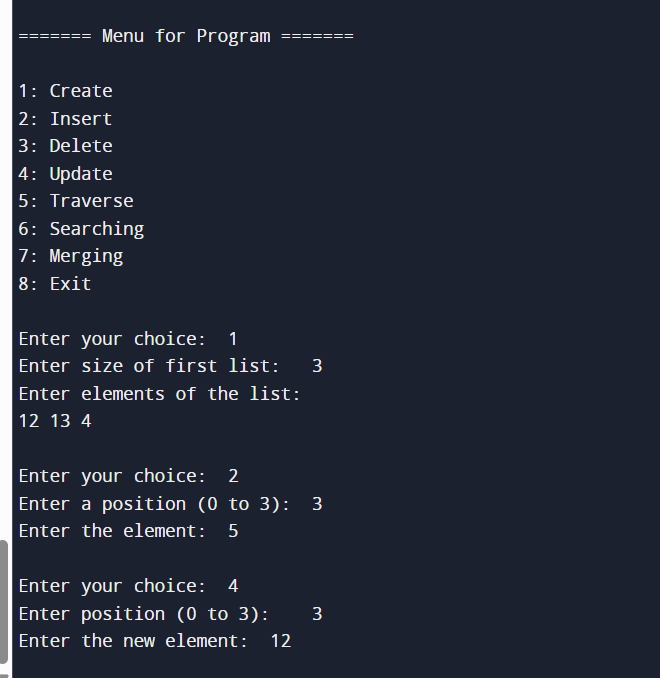 ======= Menu for Program =======
1: Create
2: Insert
3: Delete
4: Update
5: Traverse
6: Searching
7: Merging
8: Exit
Enter your choice:  1
Enter size of first list:   3
Enter elements of the list:
12 13 4
Enter your choice:  2
Enter a position (0 to 3):  3
Enter the element:  5
Enter your choice:  4
Enter position (0 to 3):    3
Enter the new element:  12